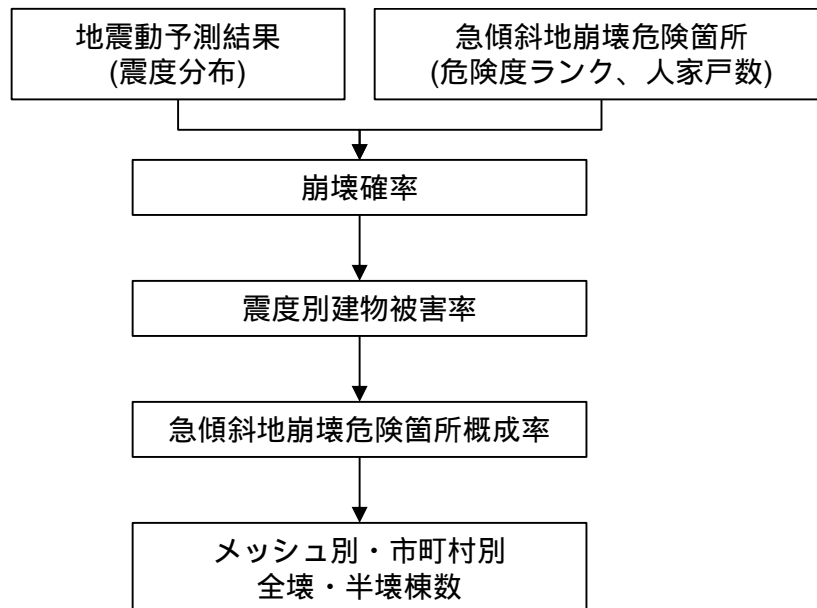 地震動予測結果
(震度分布)
急傾斜地崩壊危険箇所
(危険度ランク、人家戸数)
崩壊確率
震度別建物被害率
急傾斜地崩壊危険箇所概成率
メッシュ別・市町村別
全壊・半壊棟数